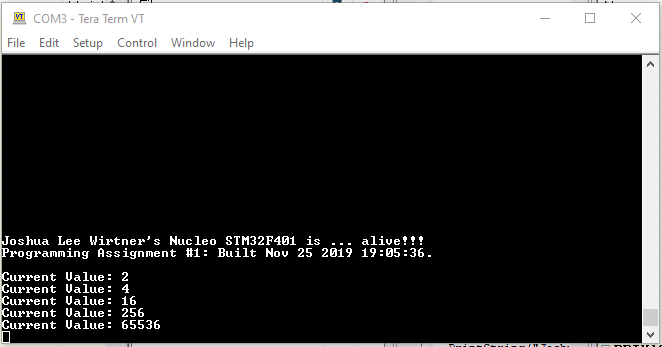 COM3 - Tera Term VT
File Edit Setup Control Window Help
Joshua Lee Wirtner's Nucleo STM32F401 is ... alive!!!
Programming Assignment #1: Built Nov 25 2019 19:05:36.
Current Value: 2
Current Value: 4
Current Value: 16
Current Value: 256
Current Value: 65536